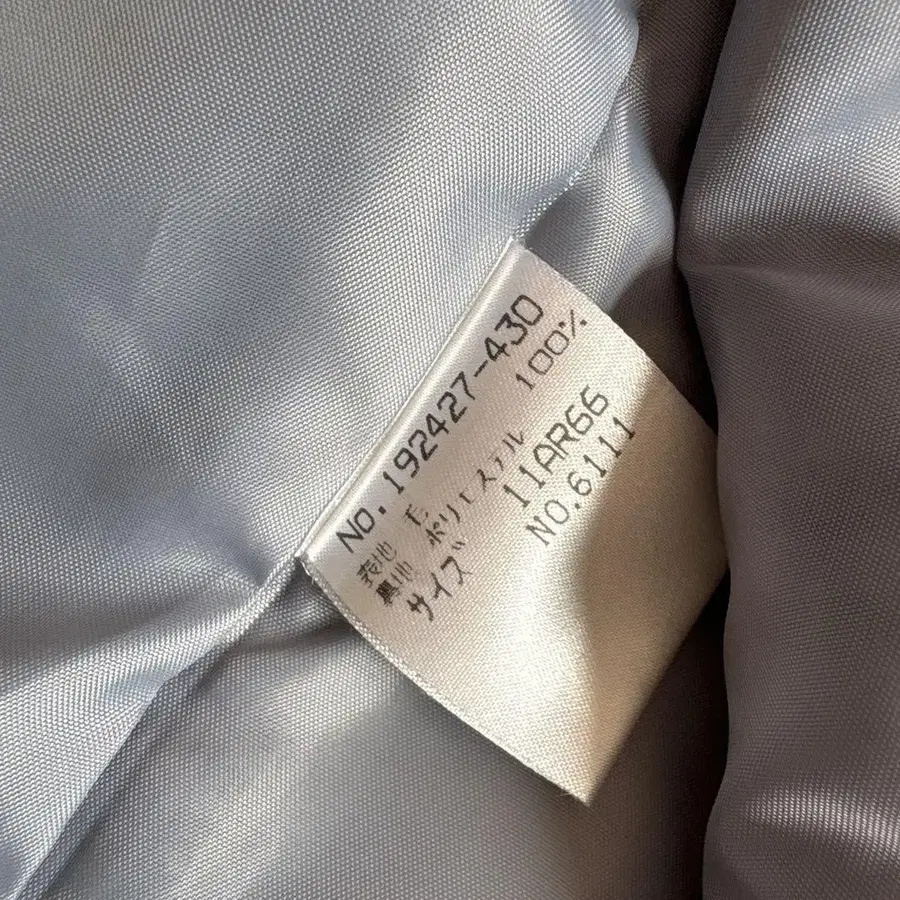 NO.192427-430
表地 毛 100%
裏地 ポリエステル
サイズ 11AR66
NO.6111